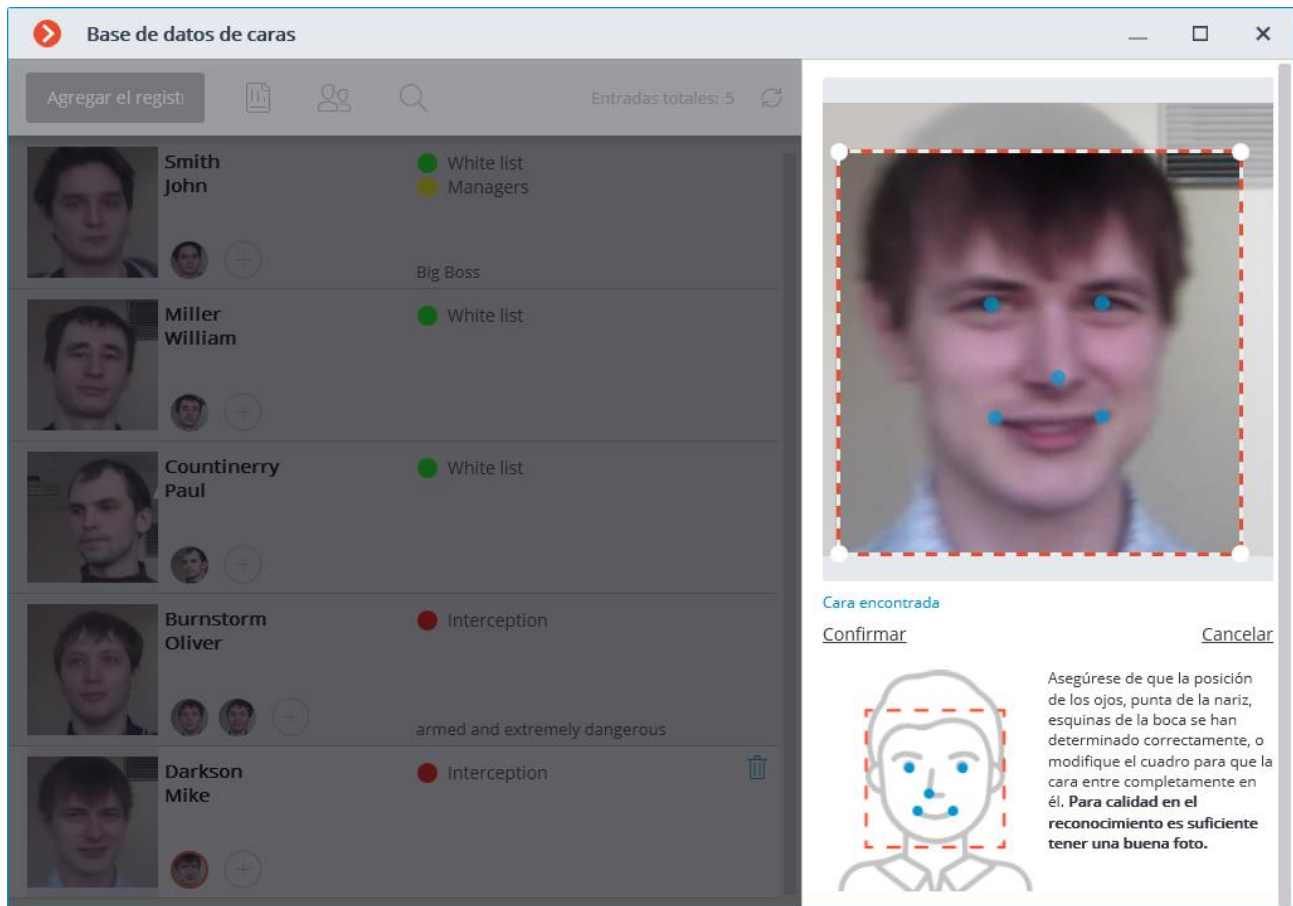 Base de datos de caras
Agregar el regist
Entradas totales: 5
Smith
John
White list
Managers
Big Boss
Miller
William
White list
Countinerry
Paul
White list
Burnstorm
Oliver
Interception
armed and extremely dangerous
Darkson
Mike
Interception
Cara encontrada
Confirmar
Cancelar
Asegúrese de que la posición
de los ojos, punta de la nariz,
esquinas de la boca se han
determinado correctamente, o
modifique el cuadro para que la
cara entre completamente en
él. Para calidad en el
reconocimiento es suficiente
tener una buena foto.